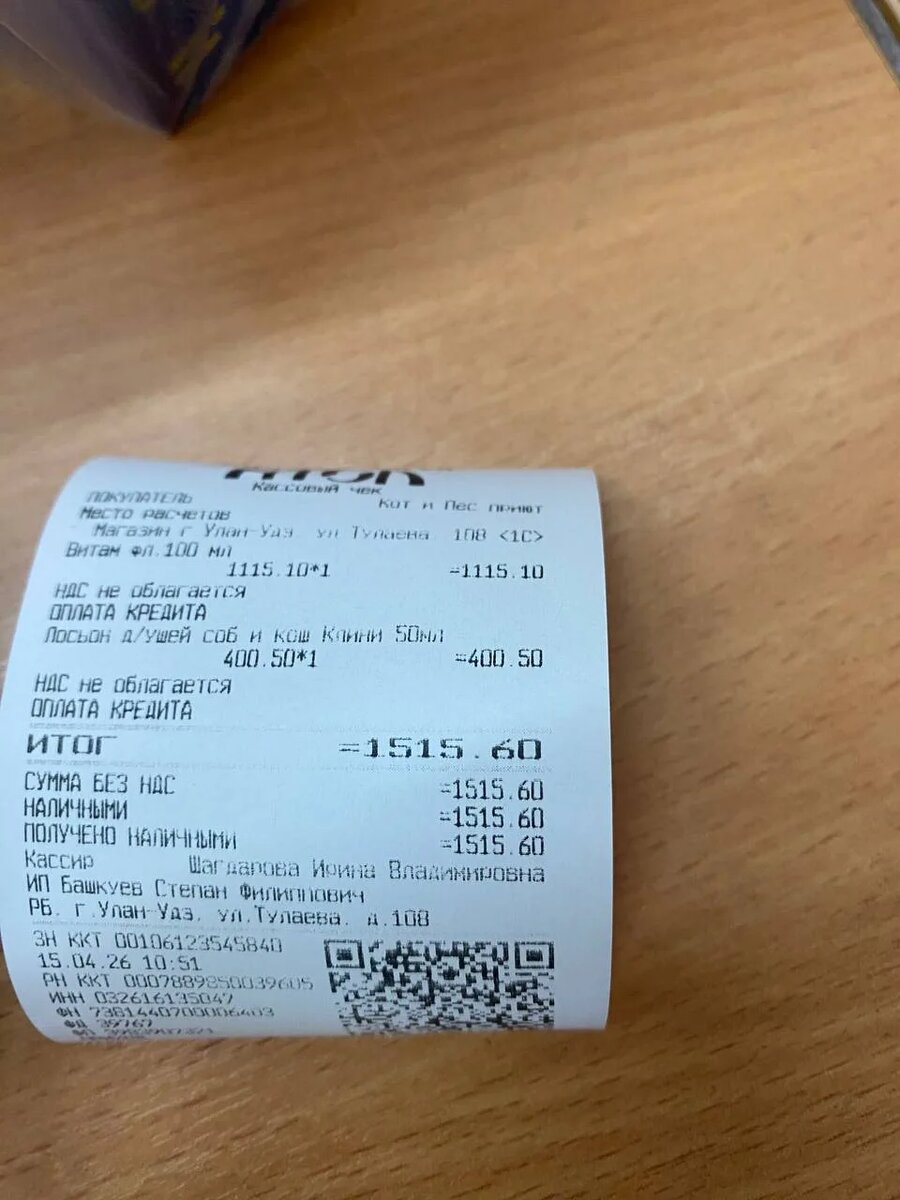 Кассовый чек
ПОКУПАТЕЛЬ Кот и Пес приют
Место расчетов
Магазин г Улан-Удэ, ул Тулаева, 108 <1С>
Витам фл.100 мл
1115.10*1 =1115.10
НДС не облагается
ОПЛАТА КРЕДИТА
Лосьон д/ушей соб и кош Клини 50мл
400.50*1 =400.50
НДС не облагается
ОПЛАТА КРЕДИТА
ИТОГ =1515.60
СУММА БЕЗ НДС =1515.60
НАЛИЧНЫМИ =1515.60
ПОЛУЧЕНО НАЛИЧНЫМИ =1515.60
Кассир Шагдарова Ирина Владимировна
ИП Башкуев Степан Филиппович
РБ, г.Улан-Удэ, ул.Тулаева, д.108
ЗН ККТ 00106123545840
15.04.26 10:51
РН ККТ 0007889850039605
ИНН 032616135047
ФН 7381440700006403
ФД 39767